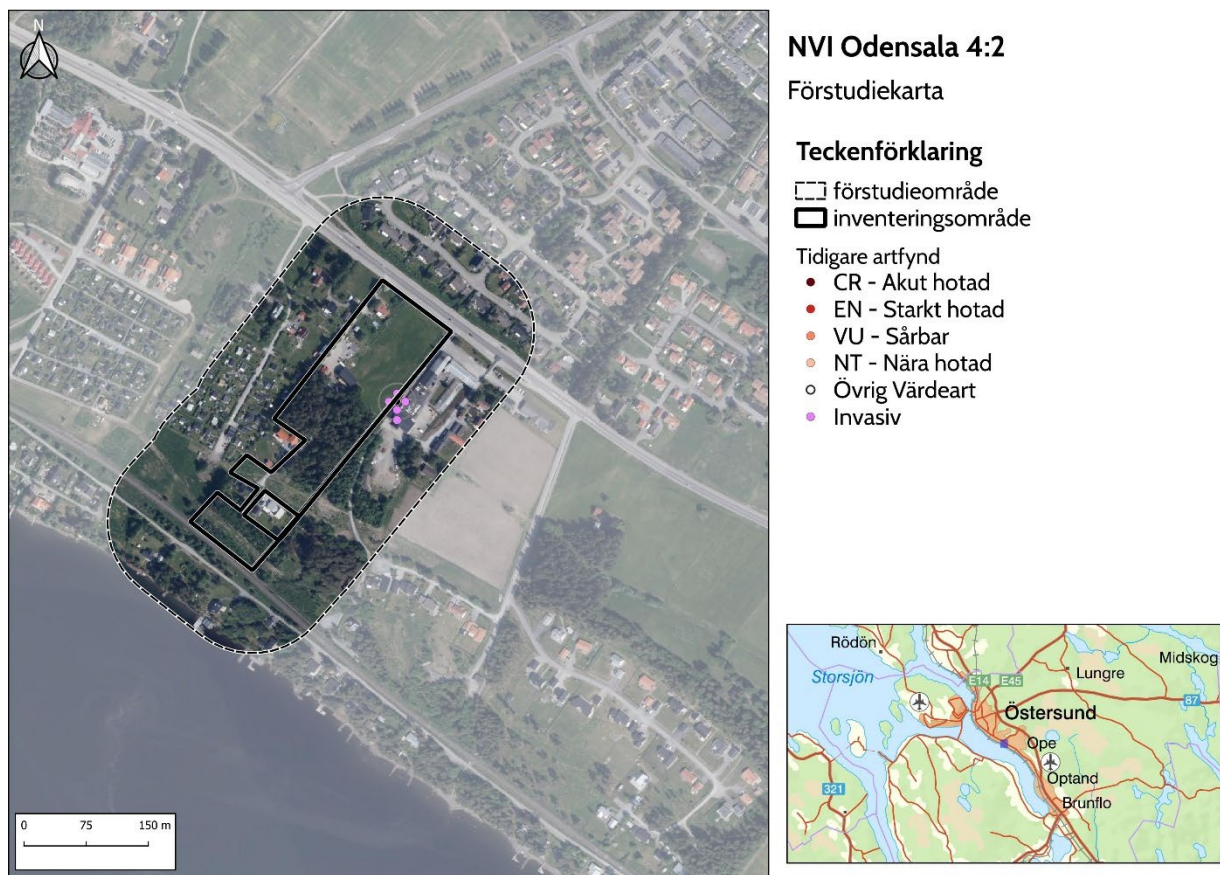 N
NVI Odensala 4:2
Förstudiekarta
Teckenförklaring
förstudieområde
inventeringsområde
Tidigare artfynd
CR - Akut hotad
EN - Starkt hotad
VU - Sårbar
NT - Nära hotad
Övrig Värdeart
Invasiv
0 75 150 m
Rödön
Storsjön
E14 E45
Lungre
Midskog
87
Östersund
Ope
Optand
321
Brunflo